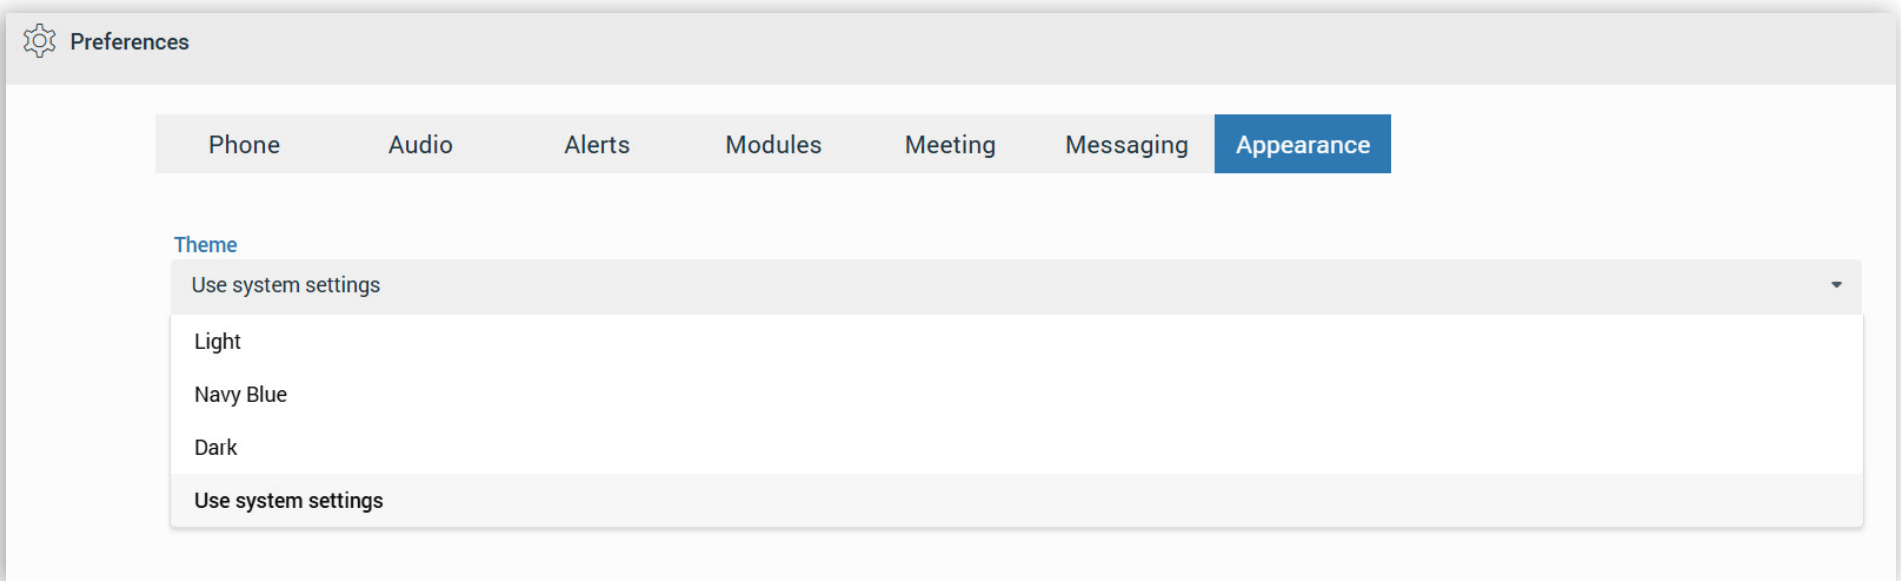 Preferences
Phone Audio Alerts Modules Meeting Messaging Appearance
Theme
Use system settings
Light
Navy Blue
Dark
Use system settings